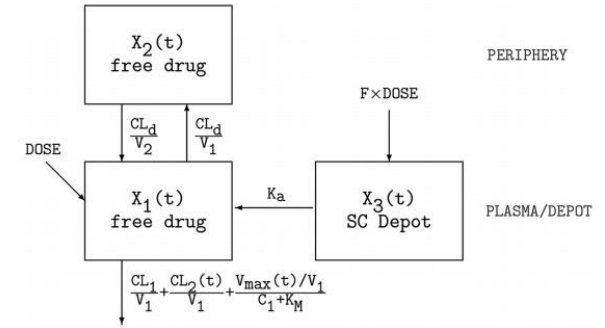 X2(t)
free drug
PERIPHERY
F×DOSE
CLd/V2
CLd/V1
DOSE
X1(t)
free drug
Ka
X3(t)
SC Depot
PLASMA/DEPOT
CL1/V1+CL2(t)/V1+Vmax(t)/V1/C1+KM